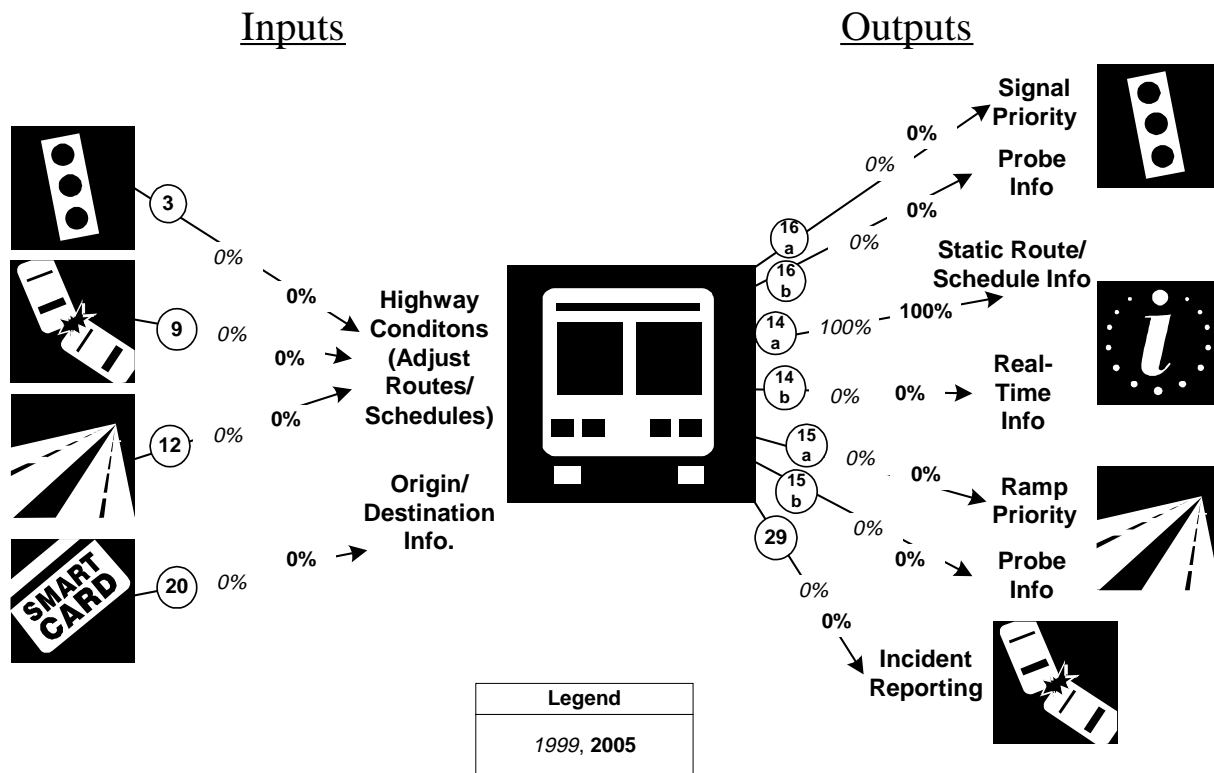 Inputs
Outputs
3
0%
0%
9
0%
0%
12
0%
0%
Highway
Conditons
(Adjust
Routes/
Schedules)
SMART
CARD
20
0%
0%
Origin/
Destination
Info.
16
a
0%
0%
Signal
Priority
16
b
0%
0%
Probe
Info
14
a
100%
100%
Static Route/
Schedule Info
i
14
b
0%
0%
Real-
Time
Info
15
a
0%
0%
Ramp
Priority
15
b
0%
0%
Probe
Info
29
0%
0%
Incident
Reporting
Legend
1999, 2005